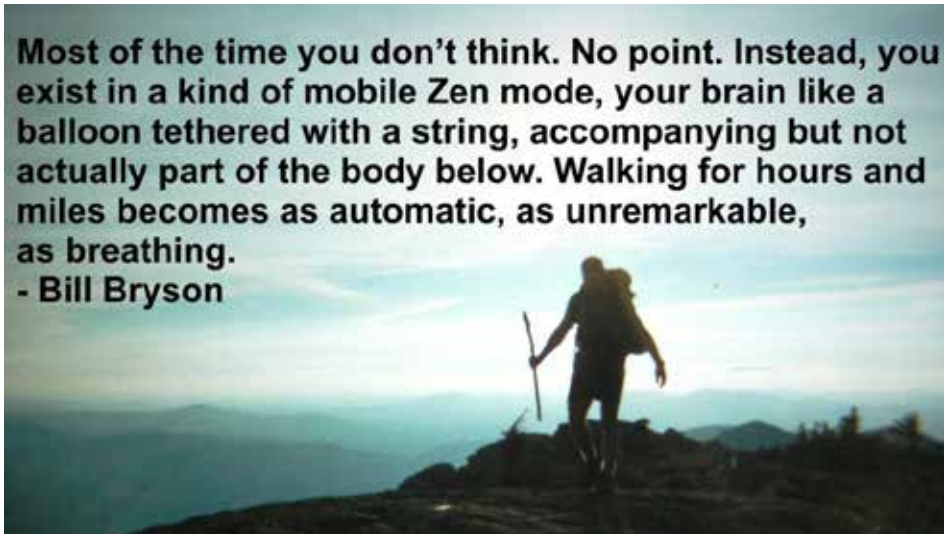 Most of the time you don’t think. No point. Instead, you
exist in a kind of mobile Zen mode, your brain like a
balloon tethered with a string, accompanying but not
actually part of the body below. Walking for hours and
miles becomes as automatic, as unremarkable,
as breathing.
- Bill Bryson